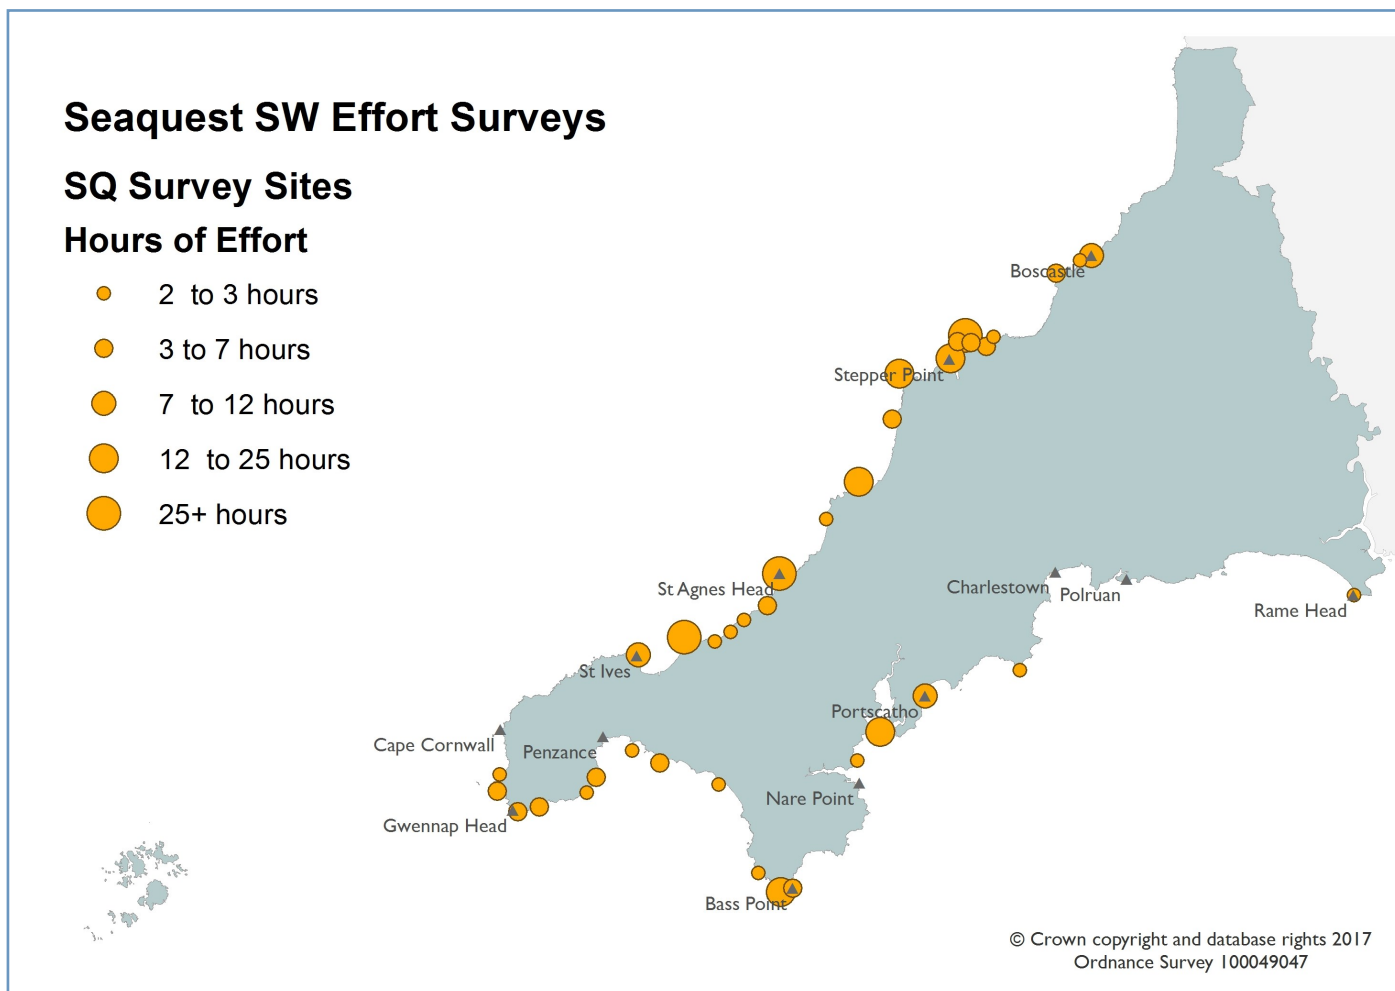 Seaquest SW Effort Surveys
SQ Survey Sites
Hours of Effort
2 to 3 hours
3 to 7 hours
7 to 12 hours
12 to 25 hours
25+ hours
Boscastle
Stepper Point
St Agnes Head
Charlestown
Polruan
Rame Head
St Ives
Portscatho
Cape Cornwall
Penzance
Nare Point
Gwennap Head
Bass Point
© Crown copyright and database rights 2017
Ordnance Survey 100049047